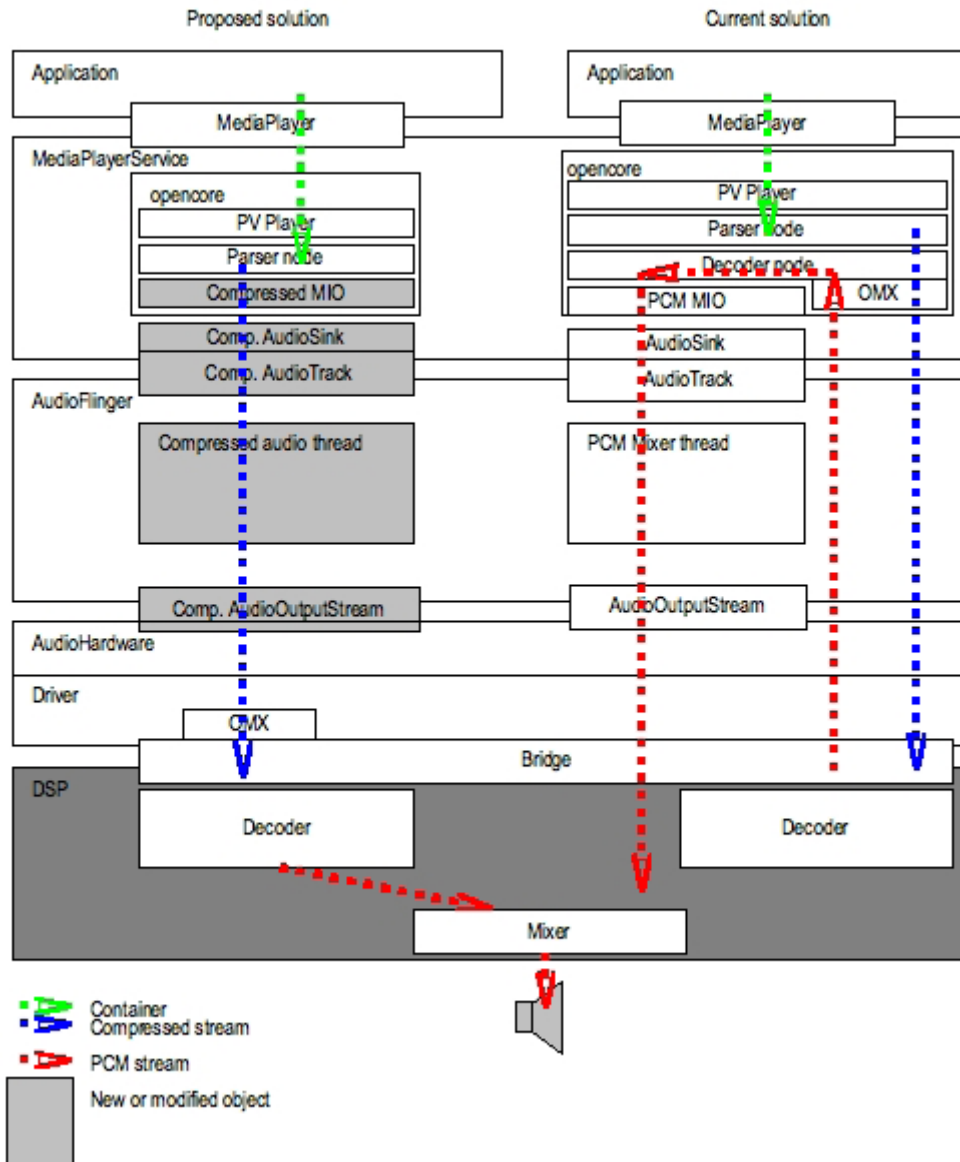 Proposed solution
Current solution
Application
Application
MediaPlayer
MediaPlayer
MediaPlayerService
opencore
opencore
PV Player
PV Player
Parser node
Parser node
Decoder node
Compressed MIO
PCM MIO
OMX
Comp. AudioSink
AudioSink
Comp. AudioTrack
AudioTrack
AudioFlinger
Compressed audio thread
PCM Mixer thread
Comp. AudioOutputStream
AudioOutputStream
AudioHardware
Driver
OMX
Bridge
DSP
Decoder
Decoder
Mixer
Container
Compressed stream
PCM stream
New or modified object